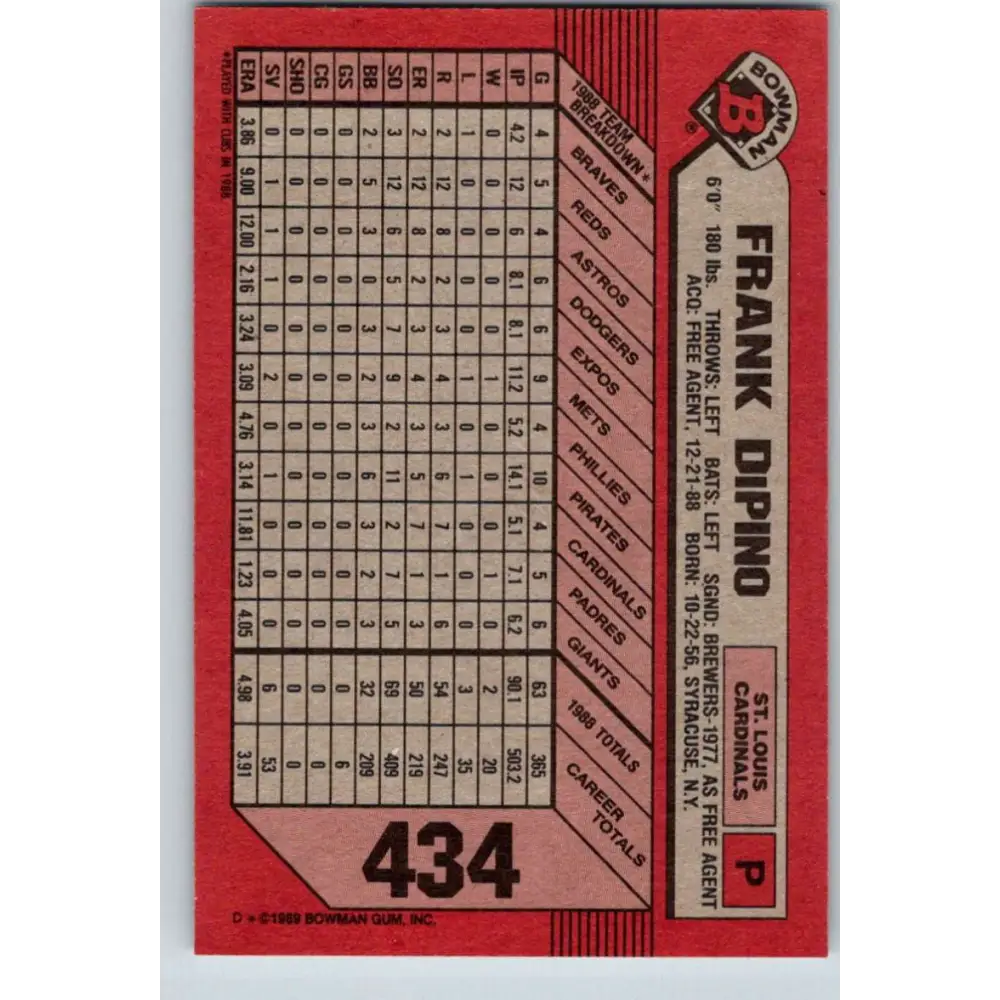 BOWMAN
B
®
FRANK DiPINO
ST. LOUIS
CARDINALS
P
6'0" 180 lbs. THROWS: LEFT BATS: LEFT SGND: BREWERS-1977, AS FREE AGENT
ACQ: FREE AGENT, 12-21-88 BORN: 10-22-56, SYRACUSE, N.Y.
1988 TEAM
BREAKDOWN*
BRAVES
REDS
ASTROS
DODGERS
EXPOS
METS
PHILLIES
PIRATES
CARDINALS
PADRES
GIANTS
1988 TOTALS
CAREER
TOTALS
G 4 5 4 6 6 9 4 10 4 5 6 63 365
IP 4.2 12 6 8.1 8.1 11.2 5.2 14.1 5.1 7.1 6.2 90.1 503.2
W 0 0 0 0 0 1 0 0 0 1 0 2 20
L 1 0 0 0 0 1 0 1 0 0 0 3 35
R 2 12 8 2 3 4 3 6 7 1 6 54 247
ER 2 12 8 2 3 4 3 5 7 1 3 50 219
SO 3 12 6 5 7 9 2 11 2 7 5 69 409
BB 2 5 3 0 3 2 3 6 3 2 3 32 209
GS 0 0 0 0 0 0 0 0 0 0 0 0 6
CG 0 0 0 0 0 0 0 0 0 0 0 0 0
SHO 0 0 0 0 0 0 0 0 0 0 0 0 0
SV 0 1 1 1 0 2 0 1 0 0 0 6 53
ERA 3.86 9.00 12.00 2.16 3.24 3.09 4.76 3.14 11.81 1.23 4.05 4.98 3.91
*PLAYED WITH CUBS IN 1988
434
D * ©1989 BOWMAN GUM, INC.